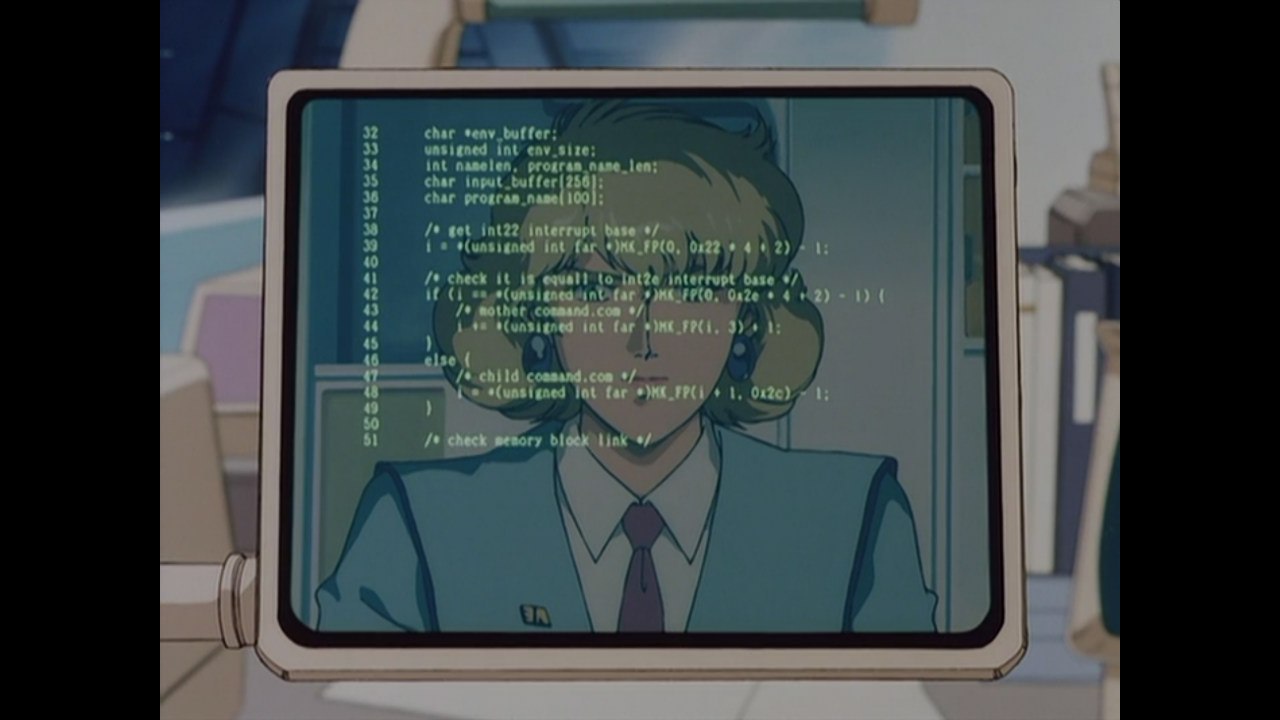 32 char *env_buffer;
33 unsigned int env_size;
34 int namelen, program_name_len;
35 char input_buffer[256];
36 char program_name[100];
37
38 /* get int22 interrupt base */
39 i = *(unsigned int far *)MK_FP(0, 0x22 * 4 + 2) - 1;
40
41 /* check it is equall to int2e interrupt base */
42 if (i == *(unsigned int far *)MK_FP(0, 0x2e * 4 + 2) - 1) {
43 /* mother command.com */
44 i += *(unsigned int far *)MK_FP(i, 3) + 1;
45 }
46 else {
47 /* child command.com */
48 i = *(unsigned int far *)MK_FP(i + 1, 0x2c) - 1;
49 }
50
51 /* check memory block link */